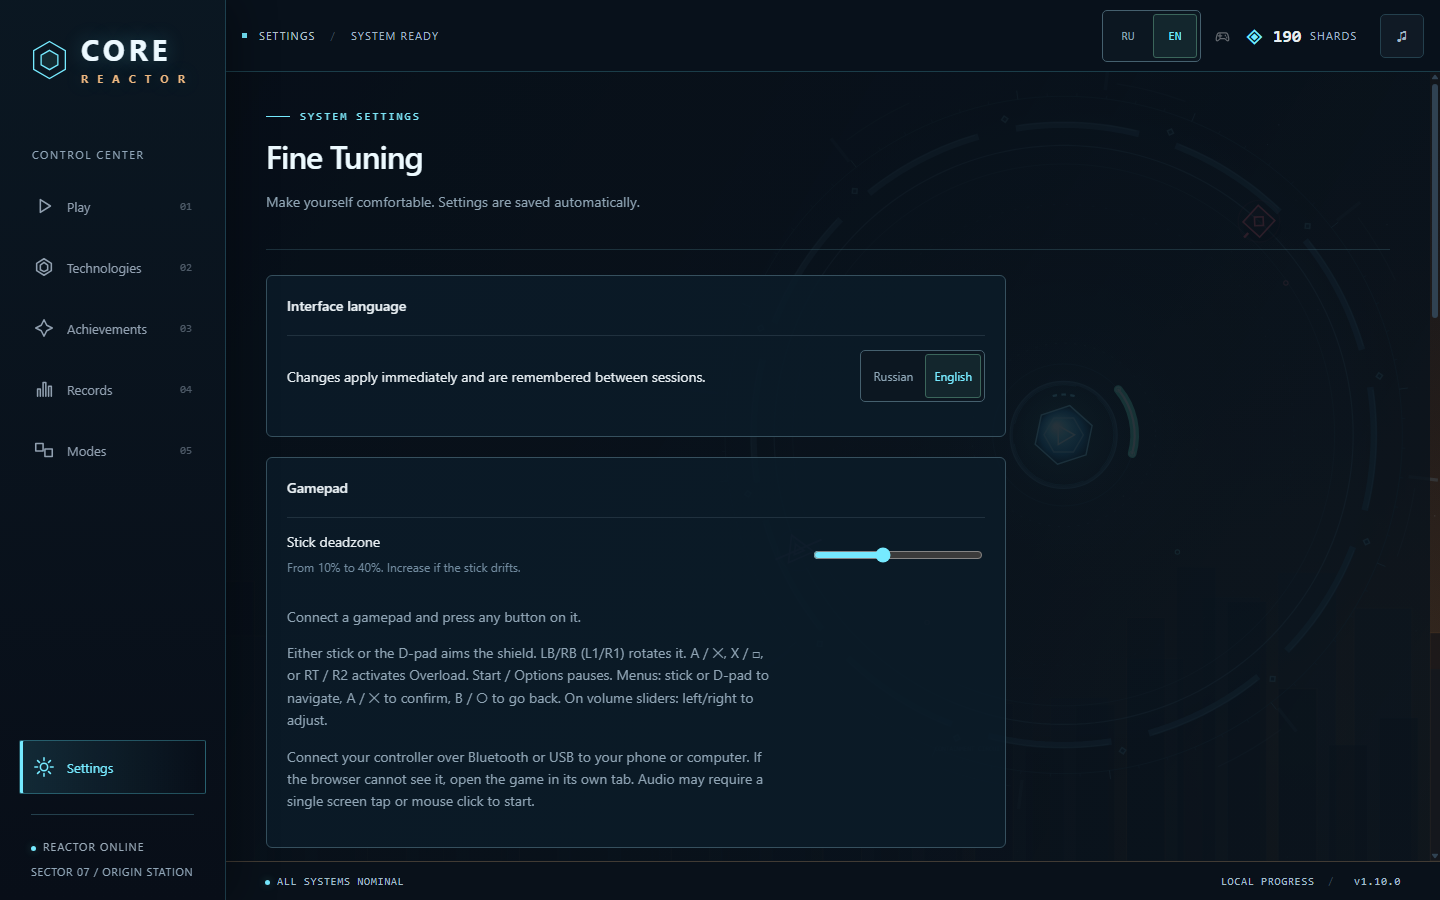 CORE
REACTOR
SETTINGS / SYSTEM READY
RU EN
190 SHARDS
CONTROL CENTER
Play 01
Technologies 02
Achievements 03
Records 04
Modes 05
Settings
REACTOR ONLINE
SECTOR 07 / ORIGIN STATION
SYSTEM SETTINGS
Fine Tuning
Make yourself comfortable. Settings are saved automatically.
Interface language
Changes apply immediately and are remembered between sessions.
Russian English
Gamepad
Stick deadzone
From 10% to 40%. Increase if the stick drifts.
Connect a gamepad and press any button on it.
Either stick or the D-pad aims the shield. LB/RB (L1/R1) rotates it. A / ✕, X / □,
or RT / R2 activates Overload. Start / Options pauses. Menus: stick or D-pad to
navigate, A / ✕ to confirm, B / ○ to go back. On volume sliders: left/right to
adjust.
Connect your controller over Bluetooth or USB to your phone or computer. If
the browser cannot see it, open the game in its own tab. Audio may require a
single screen tap or mouse click to start.
ALL SYSTEMS NOMINAL
LOCAL PROGRESS / v1.10.0